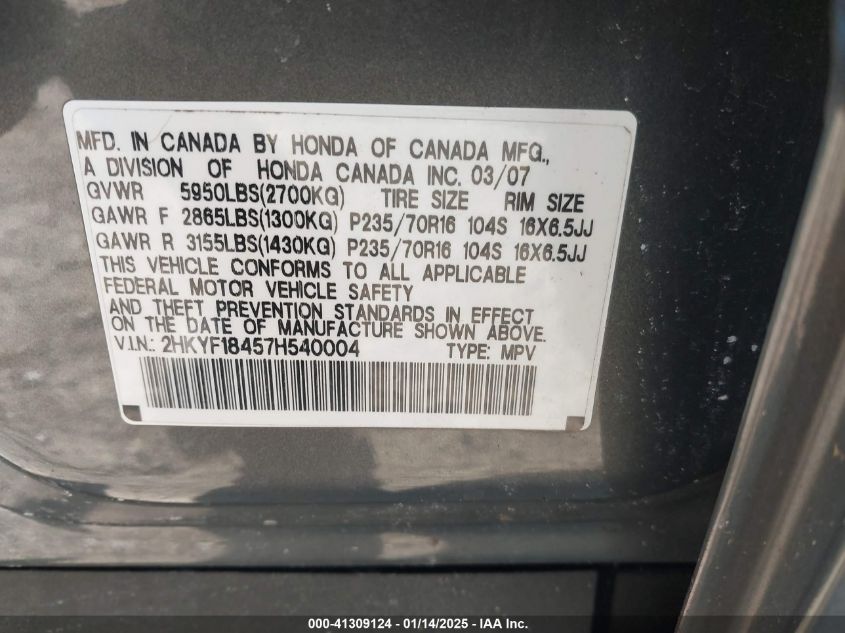 MFD. IN CANADA BY HONDA OF CANADA MFG.,
A DIVISION OF HONDA CANADA INC. 03/07
GVWR 5950LBS(2700KG) TIRE SIZE RIM SIZE
GAWR F 2865LBS(1300KG) P235/70R16 104S 16X6.5JJ
GAWR R 3155LBS(1430KG) P235/70R16 104S 16X6.5JJ
THIS VEHICLE CONFORMS TO ALL APPLICABLE
FEDERAL MOTOR VEHICLE SAFETY
AND THEFT PREVENTION STANDARDS IN EFFECT
ON THE DATE OF MANUFACTURE SHOWN ABOVE.
V.I.N.: 2HKYF18457H540004 TYPE: MPV
000-41309124 - 01/14/2025 - IAA Inc.